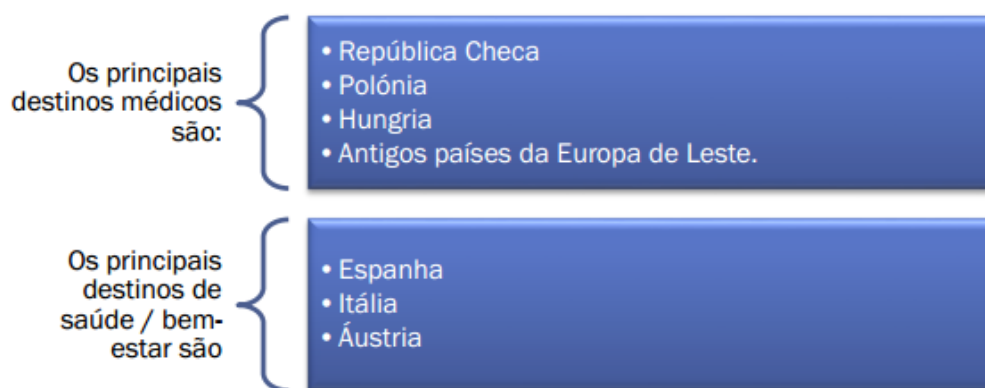 Os principais
destinos médicos
são:
• República Checa
• Polónia
• Hungria
• Antigos países da Europa de Leste.
Os principais
destinos de
saúde / bem-
estar são
• Espanha
• Itália
• Áustria